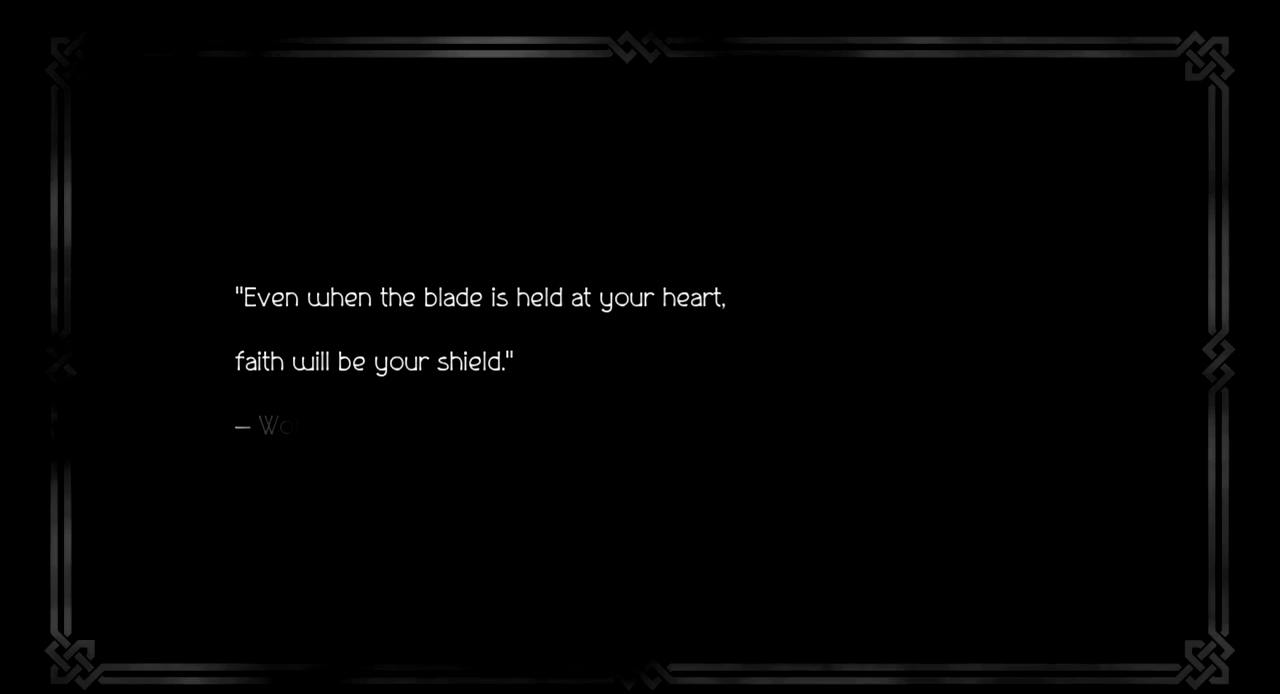 "Even when the blade is held at your heart,
faith will be your shield."
—